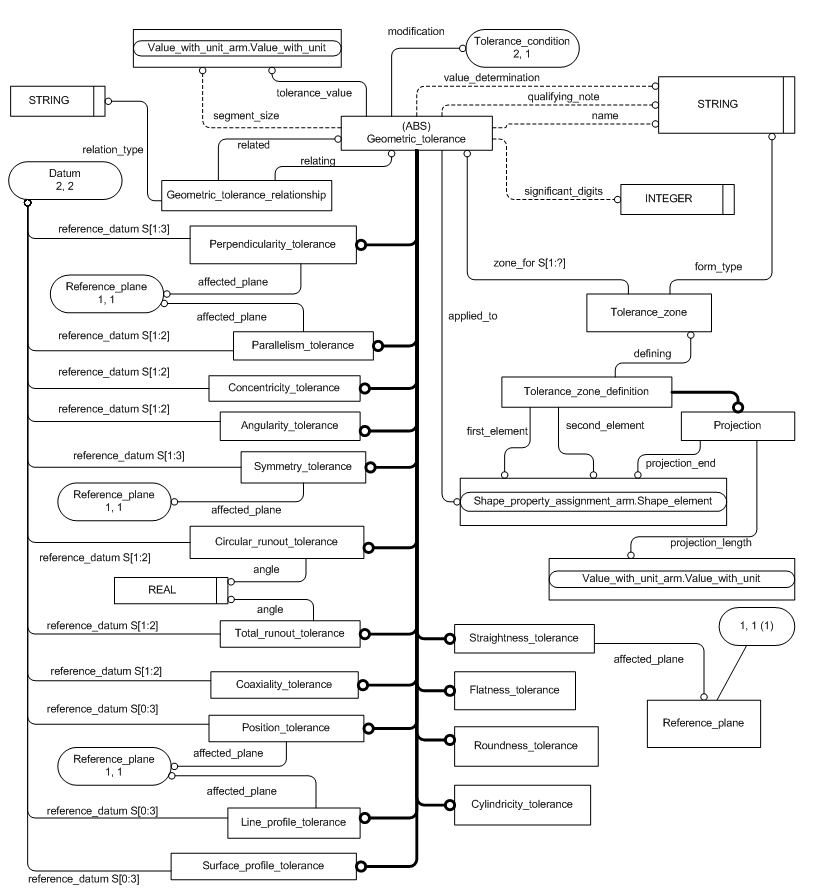 modification
Value_with_unit_arm.Value_with_unit
Tolerance_condition
2, 1
value_determination
tolerance_value
qualifying_note
STRING
STRING
segment_size
name
(ABS)
Geometric_tolerance
relation_type
related
relating
Datum
2, 2
Geometric_tolerance_relationship
significant_digits
INTEGER
reference_datum S[1:3]
Perpendicularity_tolerance
zone_for S[1:?]
form_type
affected_plane
Reference_plane
1, 1
affected_plane
applied_to
Tolerance_zone
reference_datum S[1:2]
Parallelism_tolerance
defining
reference_datum S[1:2]
Concentricity_tolerance
Tolerance_zone_definition
reference_datum S[1:2]
Angularity_tolerance
first_element
second_element
Projection
reference_datum S[1:3]
Symmetry_tolerance
projection_end
Reference_plane
1, 1
affected_plane
Shape_property_assignment_arm.Shape_element
Circular_runout_tolerance
projection_length
reference_datum S[1:2]
angle
Value_with_unit_arm.Value_with_unit
REAL
angle
reference_datum S[1:2]
Total_runout_tolerance
Straightness_tolerance
1, 1 (1)
affected_plane
reference_datum S[1:2]
Coaxiality_tolerance
Flatness_tolerance
reference_datum S[0:3]
Position_tolerance
Reference_plane
affected_plane
Roundness_tolerance
Reference_plane
1, 1
affected_plane
reference_datum S[0:3]
Line_profile_tolerance
Cylindricity_tolerance
Surface_profile_tolerance
reference_datum S[0:3]